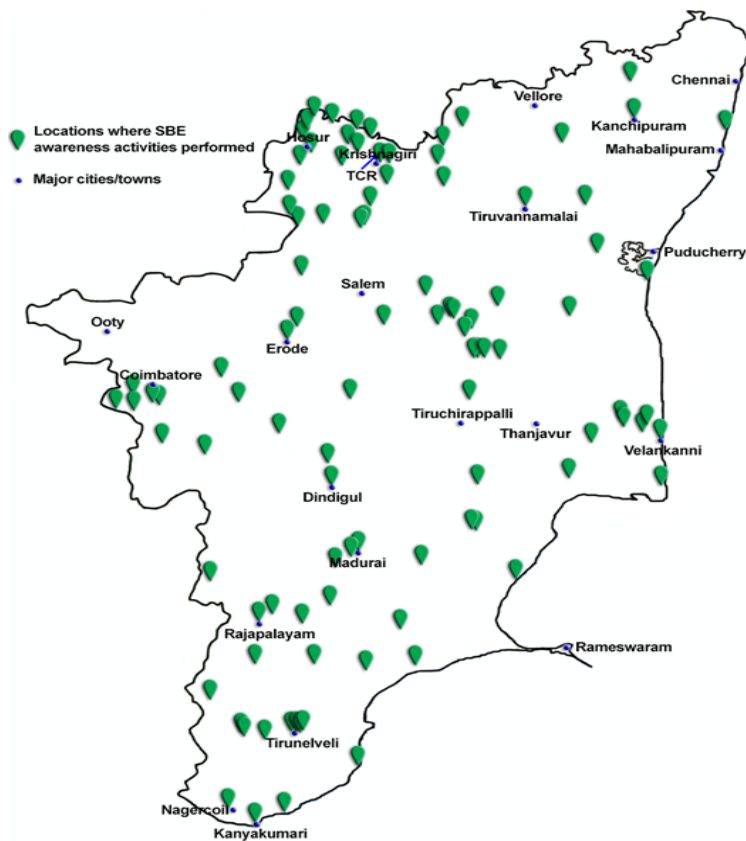 Chennai
Vellore
Kanchipuram
Locations where SBE
awareness activities performed
Hosur
Mahabalipuram
Krishnagiri
TCR
Major cities/towns
Tiruvannamalai
Puducherry
Salem
Ooty
Erode
Coimbatore
Tiruchirappalli
Thanjavur
Velankanni
Dindigul
Madurai
Rajapalayam
Rameswaram
Tirunelveli
Nagercoil
Kanyakumari